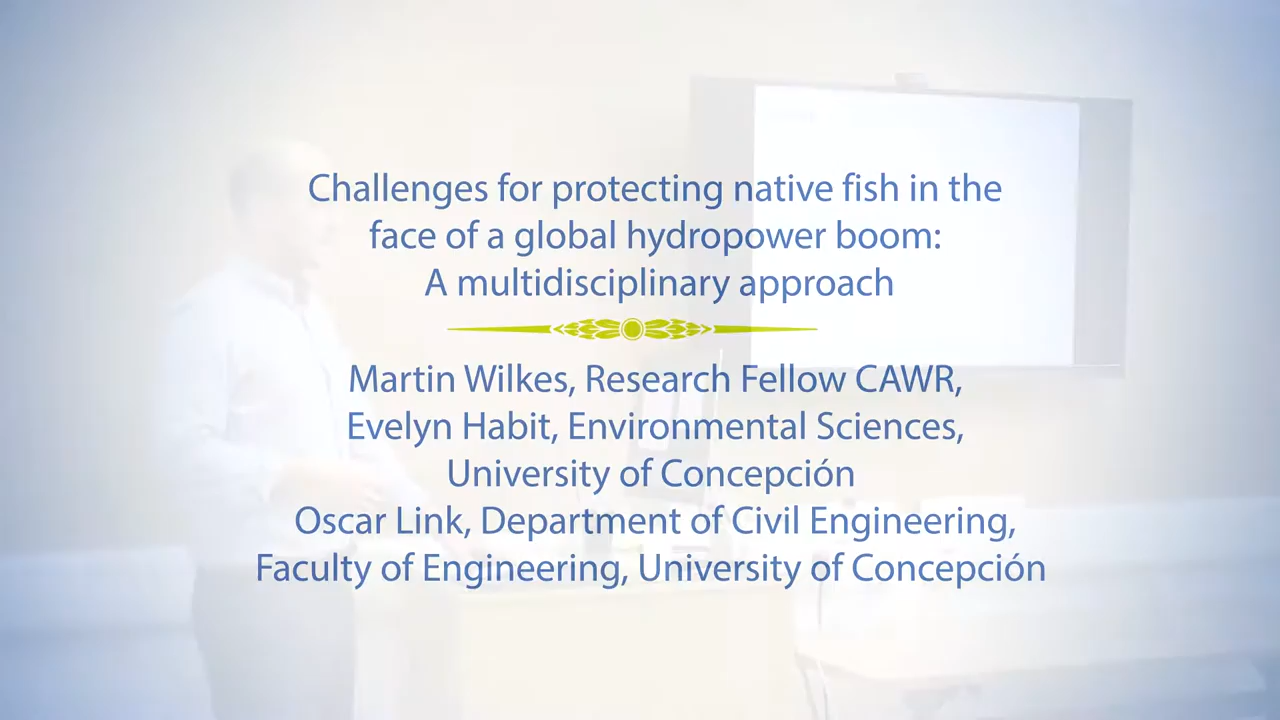 Challenges for protecting native fish in the
face of a global hydropower boom:
A multidisciplinary approach
Martin Wilkes, Research Fellow CAWR,
Evelyn Habit, Environmental Sciences,
University of Concepción
Oscar Link, Department of Civil Engineering,
Faculty of Engineering, University of Concepción